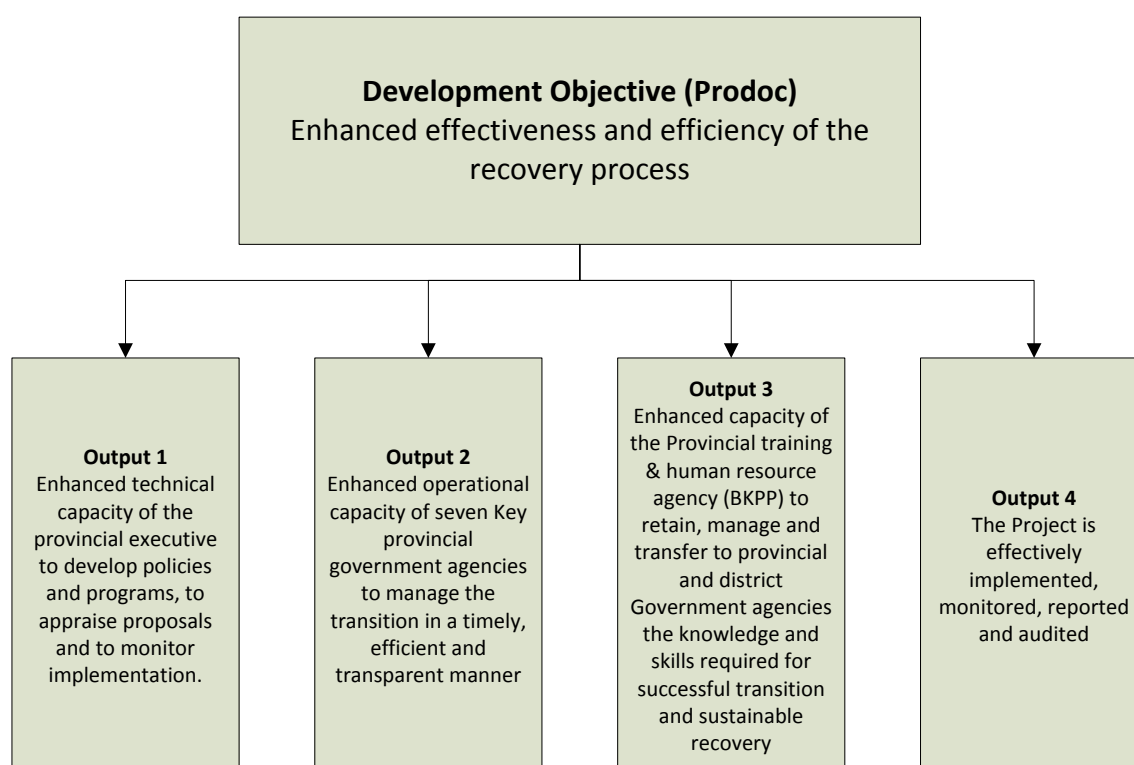 Development Objective (Prodoc)
Enhanced effectiveness and efficiency of the
recovery process
Output 1
Enhanced technical
capacity of the
provincial executive
to develop policies
and programs, to
appraise proposals
and to monitor
implementation.
Output 2
Enhanced operational
capacity of seven Key
provincial
government agencies
to manage the
transition in a timely,
efficient and
transparent manner
Output 3
Enhanced capacity of
the Provincial training
& human resource
agency (BKPP) to
retain, manage and
transfer to provincial
and district
Government agencies
the knowledge and
skills required for
successful transition
and sustainable
recovery
Output 4
The Project is
effectively
implemented,
monitored, reported
and audited